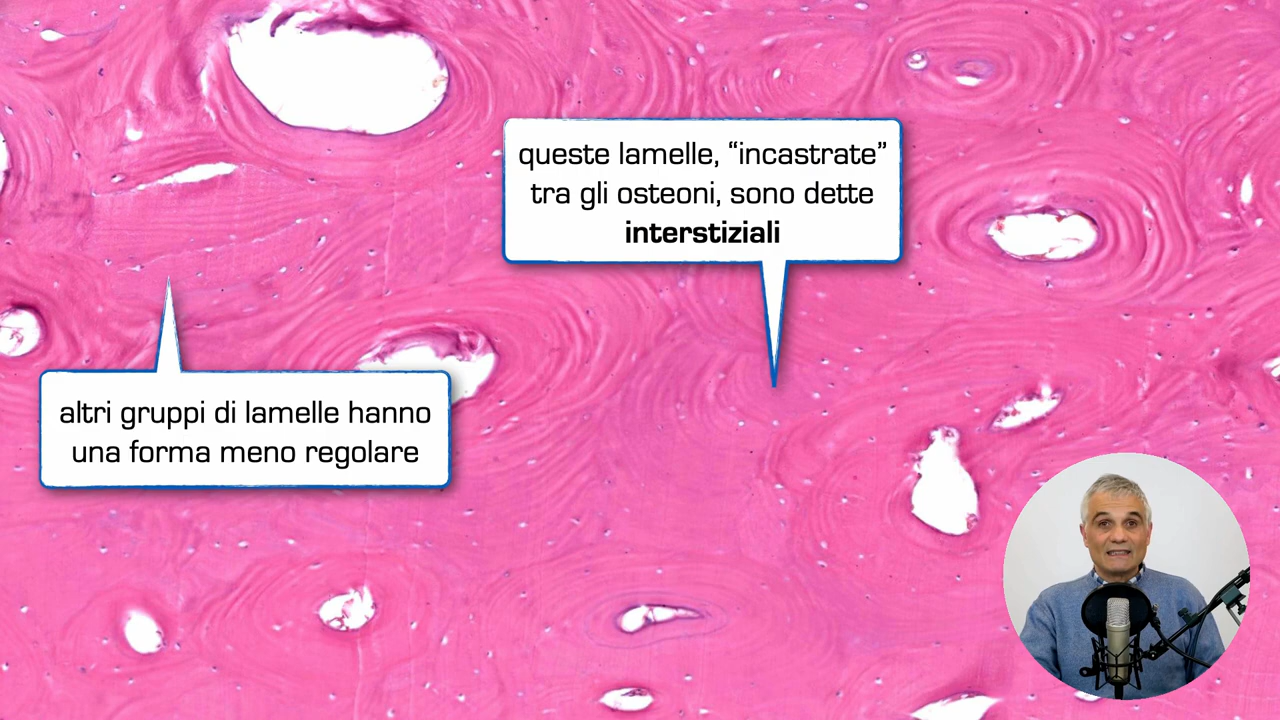 queste lamelle, “incastrate”
tra gli osteoni, sono dette
interstiziali
altri gruppi di lamelle hanno
una forma meno regolare